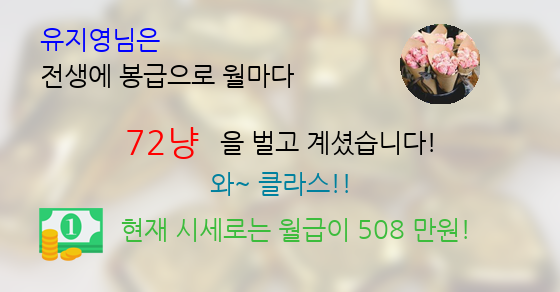 유지영님은
전생에 봉급으로 월마다
72냥 을 벌고 계셨습니다!
와~ 클라스!!
1
현재 시세로는 월급이 508 만원!